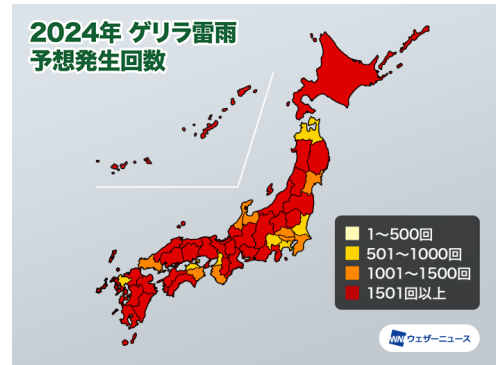 2024年 ゲリラ雷雨
予想発生回数
1〜500回
501〜1000回
1001〜1500回
1501回以上
WN ウェザーニュース